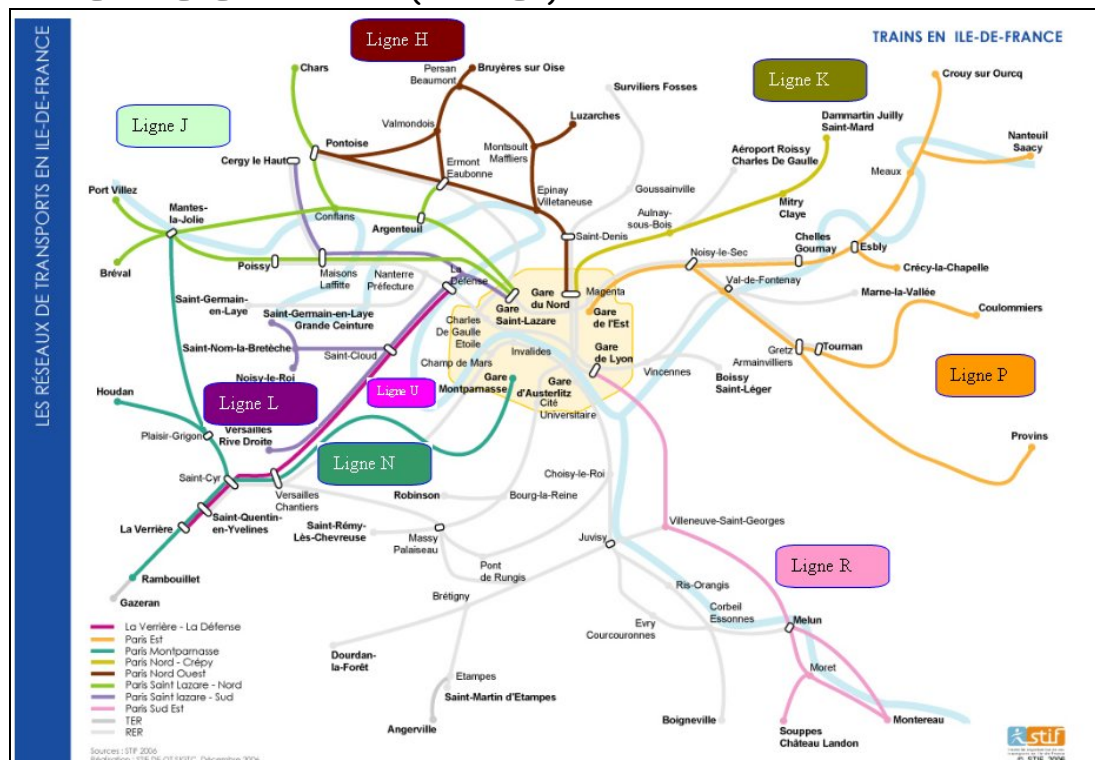 LES RÉSEAUX DE TRANSPORTS EN ILE-DE-FRANCE
TRAINS EN ILE-DE-FRANCE
Ligne H
Ligne K
Ligne J
Ligne L
Ligne U
Ligne N
Ligne P
Ligne R
Chars
Persan
Beaumont
Bruyères sur Oise
Survilliers Fosses
Crouy sur Ourcq
Luzarches
Dammartin Juilly
Saint-Mard
Nanteuil
Saacy
Valmondois
Pontoise
Montsoult
Maffliers
Aéroport Roissy
Charles De Gaulle
Cergy le Haut
Ermont
Eaubonne
Meaux
Port Villez
Mantes
la-Jolie
Epinay
Villetaneuse
Goussainville
Mitry
Claye
Conflans
Argenteuil
Aulnay-
sous-Bois
Saint-Denis
Chelles
Gournay
Esbly
Noisy-le-Sec
Bréval
Poissy
Maisons
Laffitte
Nanterre
Préfecture
La
Défense
Crécy-la-Chapelle
Val-de-Fontenay
Marne-la-Vallée
Saint-Germain-
en-Laye
Saint-Germain-en-Laye
Grande Ceinture
Gare
Saint-Lazare
Gare
du Nord
Magenta
Gare
de l'Est
Coulommiers
Charles
De Gaulle
Etoile
Saint-Nom-la-Bretèche
Saint-Cloud
Champ de Mars
Invalides
Gare
de Lyon
Gretz
Armainvilliers
Tournan
Noisy-le-Roi
Gare
Montparnasse
Gare
d'Austerlitz
Vincennes
Boissy
Saint-Léger
Houdan
Cité
Universitaire
Versailles
Rive Droite
Plaisir-Grigon
Provins
Saint-Cyr
Versailles
Chantiers
Choisy-le-Roi
Robinson
Bourg-la-Reine
Saint-Quentin-
en-Yvelines
La Verrière
Saint-Rémy-
Lès-Chevreuse
Massy
Palaiseau
Villeneuve-Saint-Georges
Juvisy
Pont
de Rungis
Rambouillet
Gazeran
Brétigny
Ris-Orangis
Corbeil
Essonnes
Evry
Courcouronnes
Melun
Dourdan-
la-Forêt
Moret
Etampes
Saint-Martin d'Etampes
Angerville
Boigneville
Souppes
Château Landon
Montereau
La Verrière - La Défense
Paris Est
Paris Montparnasse
Paris Nord - Crépy
Paris Nord Ouest
Paris Saint Lazare - Nord
Paris Saint lazare - Sud
Paris Sud Est
TER
RER
Sources : STIF 2006
stif
© STIF 2006